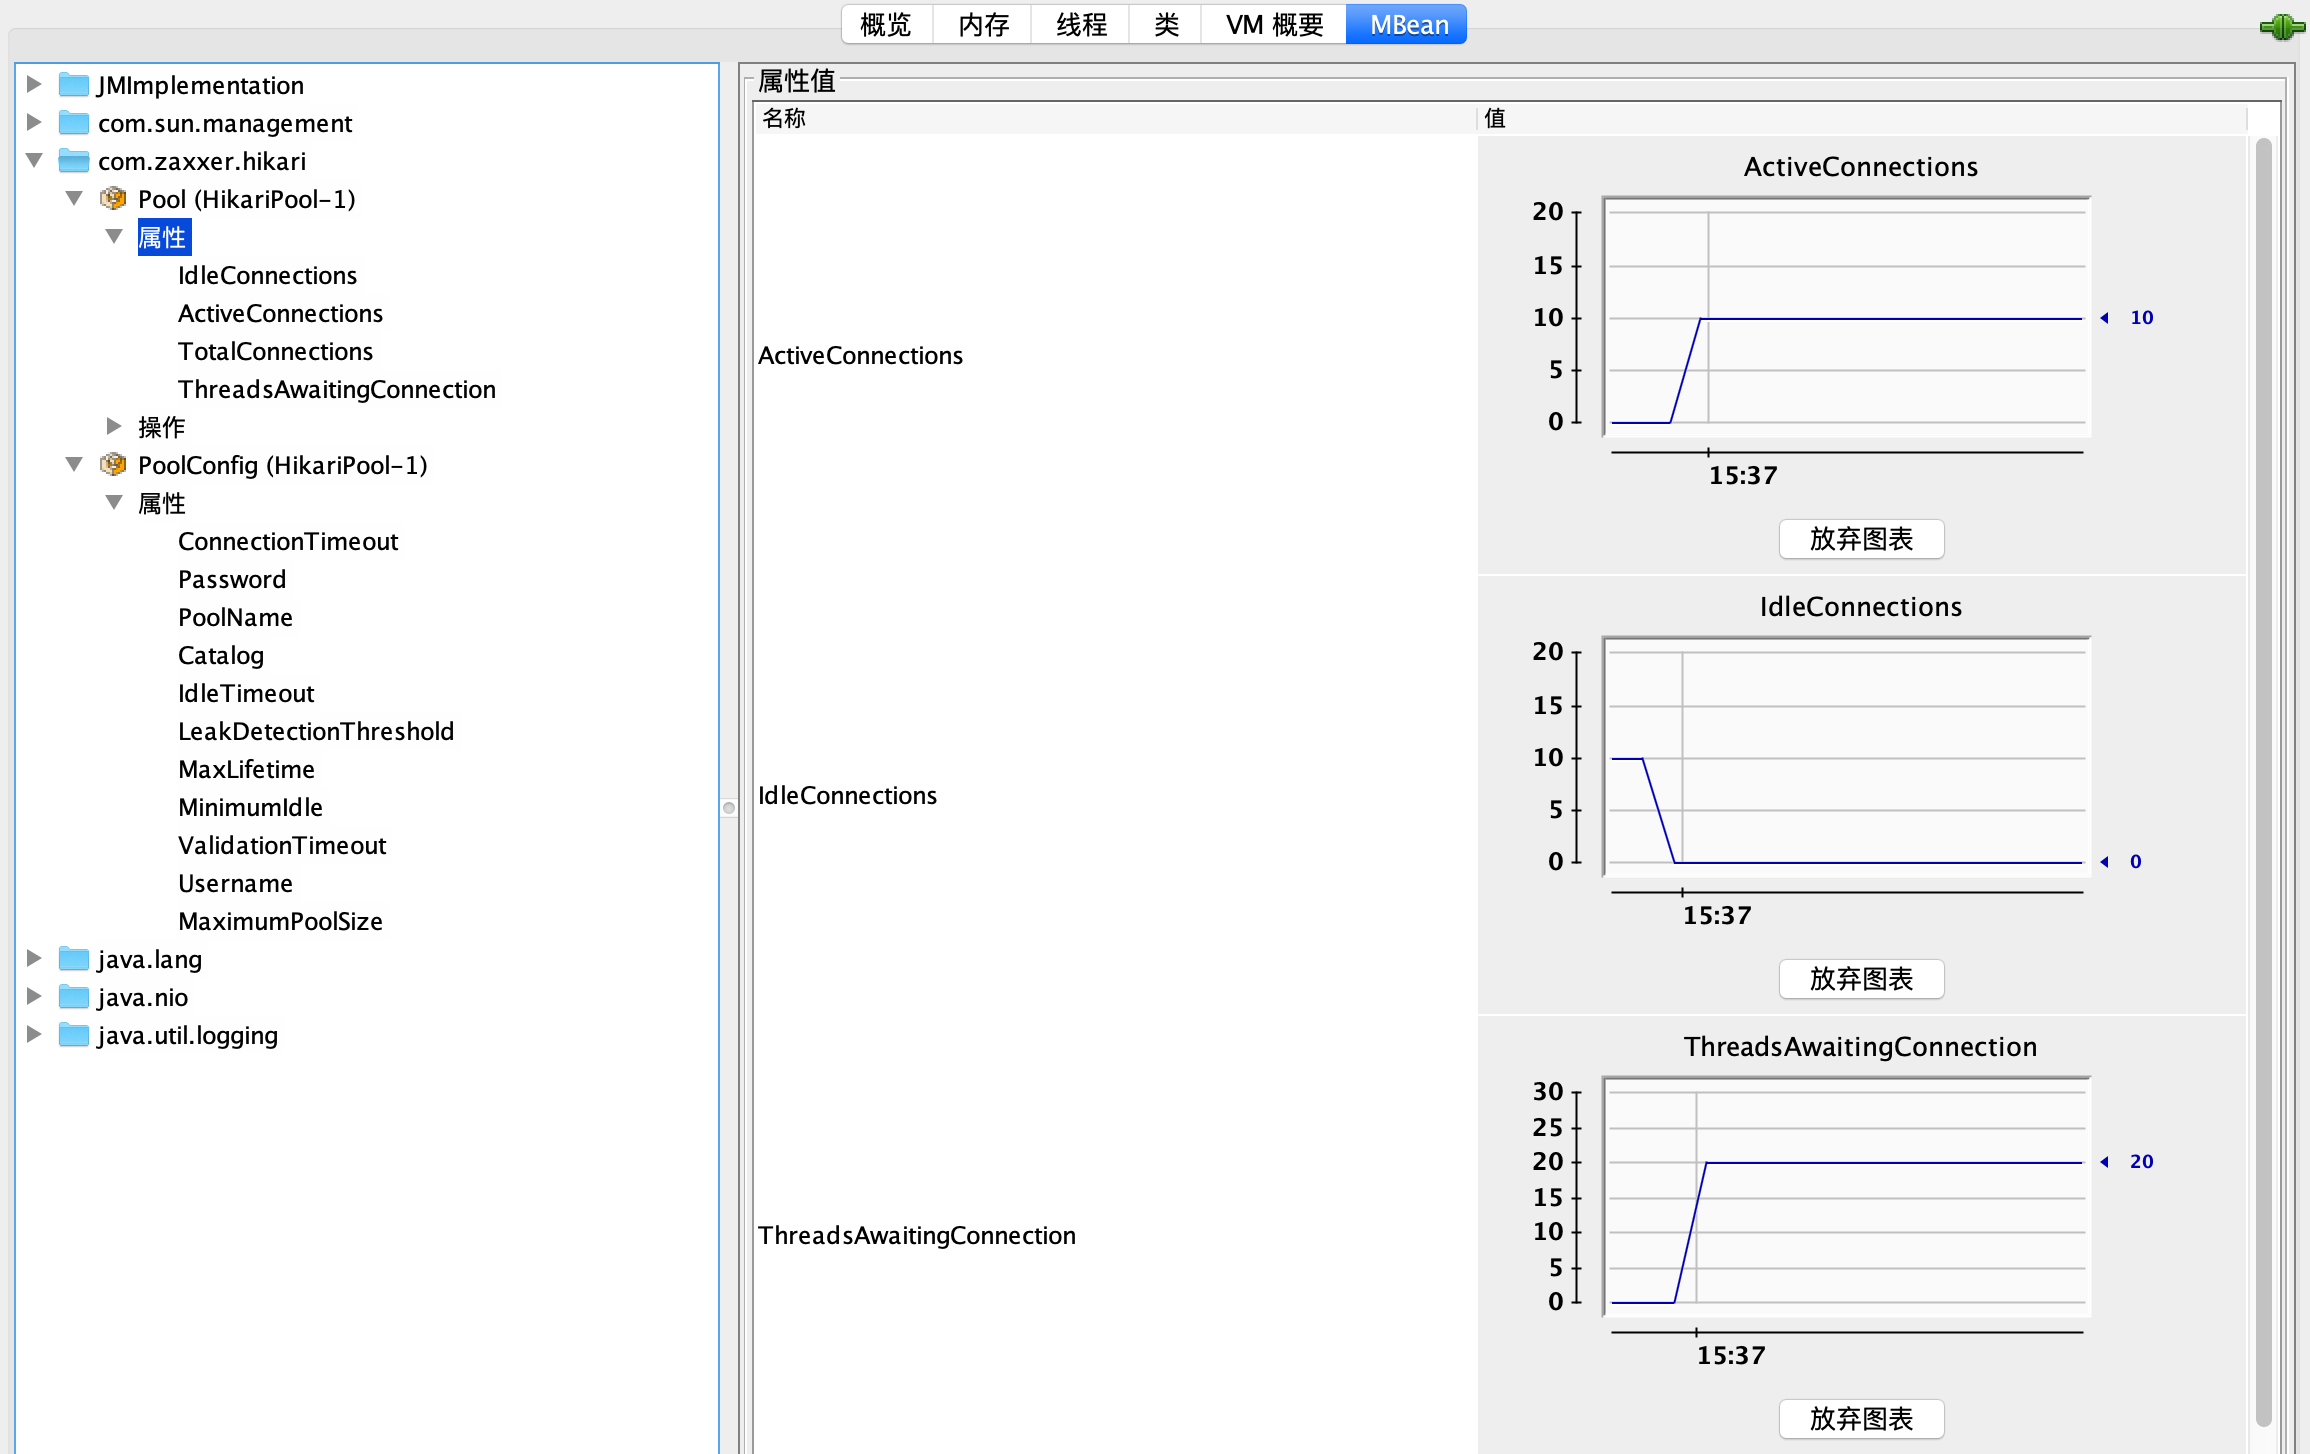 概览 内存 线程 类 VM 概要 MBean
JMImplementation
com.sun.management
com.zaxxer.hikari
Pool (HikariPool-1)
属性
IdleConnections
ActiveConnections
TotalConnections
ThreadsAwaitingConnection
操作
PoolConfig (HikariPool-1)
属性
ConnectionTimeout
Password
PoolName
Catalog
IdleTimeout
LeakDetectionThreshold
MaxLifetime
MinimumIdle
ValidationTimeout
Username
MaximumPoolSize
java.lang
java.nio
java.util.logging
属性值
名称 值
ActiveConnections
ActiveConnections
20
15
10
5
0
10
15:37
放弃图表
IdleConnections
IdleConnections
20
15
10
5
0
0
15:37
放弃图表
ThreadsAwaitingConnection
ThreadsAwaitingConnection
30
25
20
15
10
5
0
20
15:37
放弃图表